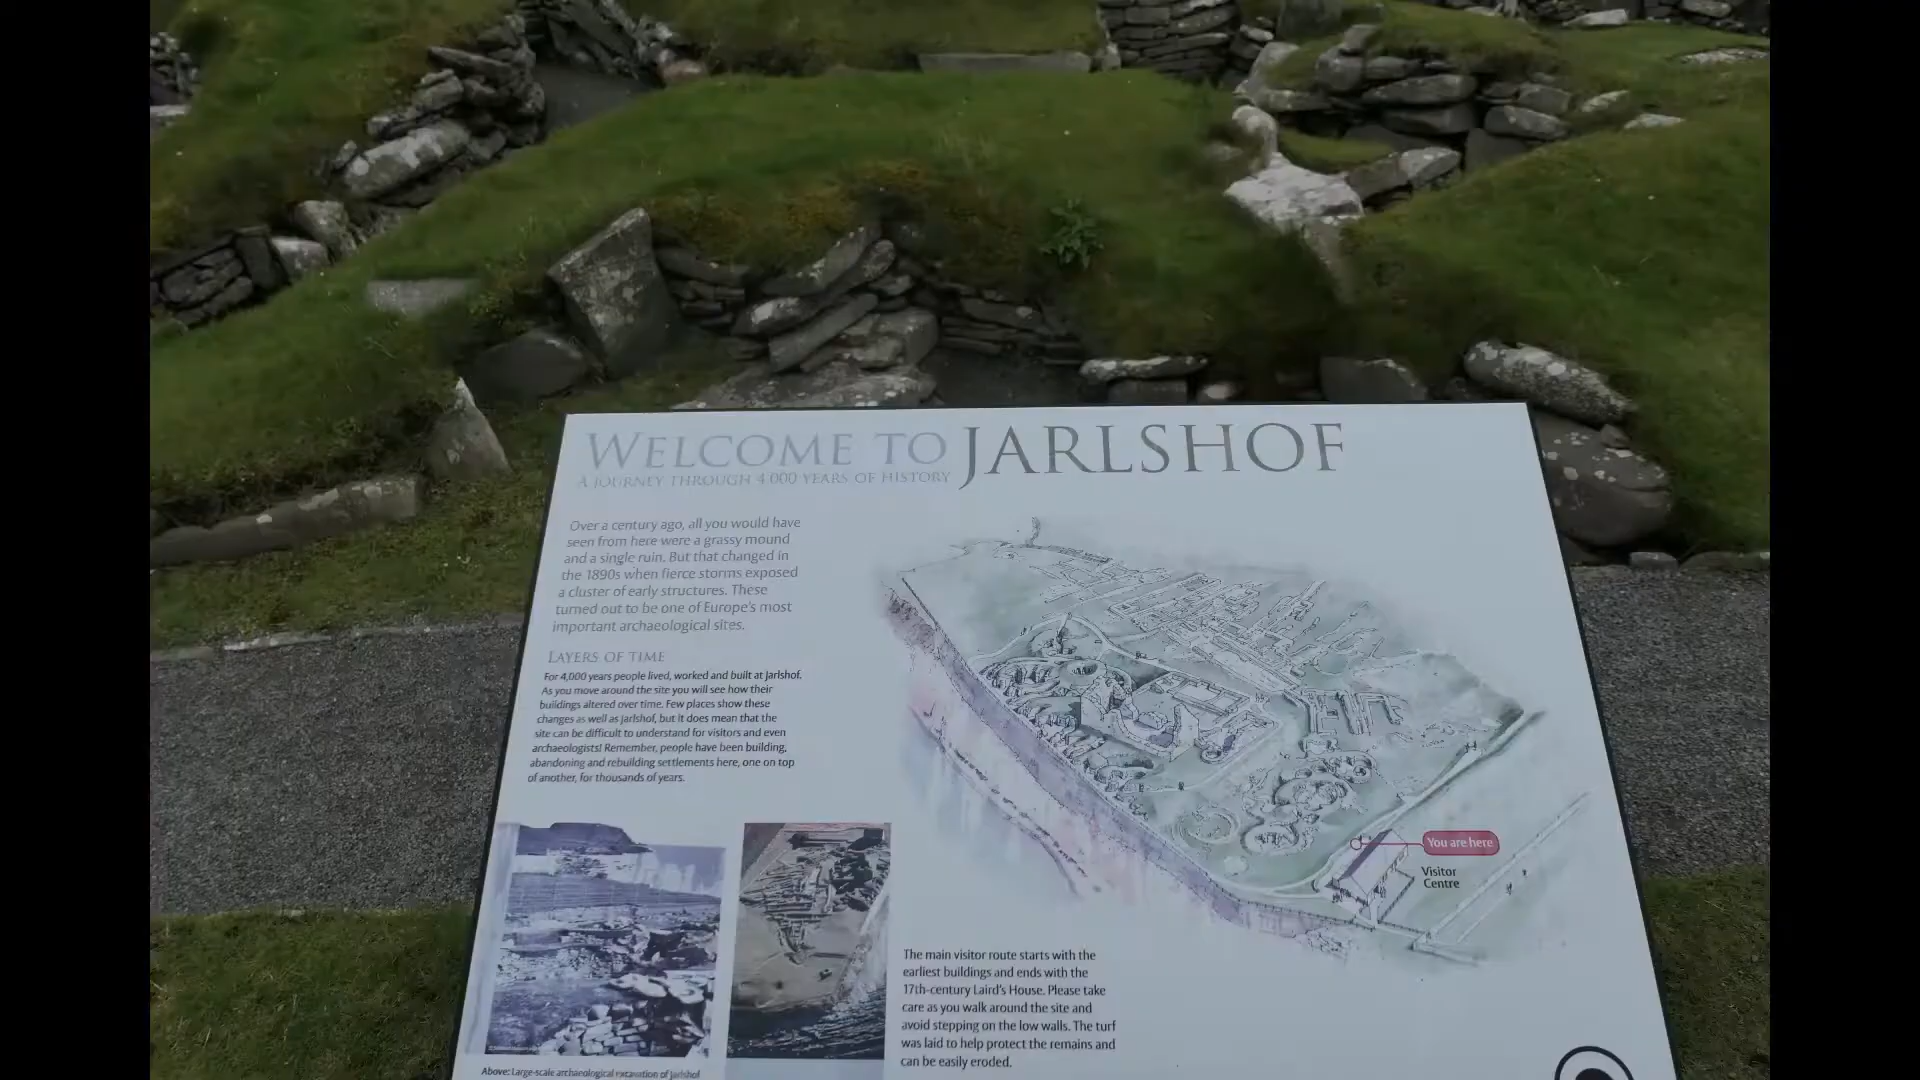 WELCOME TO JARLSHOF
A JOURNEY THROUGH 4,000 YEARS OF HISTORY
Over a century ago, all you would have
seen from here were a grassy mound
and a single ruin. But that changed in
the 1890s when fierce storms exposed
a cluster of early structures. These
turned out to be one of Europe's most
important archaeological sites.
LAYERS OF TIME
For 4,000 years people lived, worked and built at Jarlshof.
As you move around the site you will see how their
buildings altered over time. Few places show these
changes as well as Jarlshof, but it does mean that the
site can be difficult to understand for visitors and even
archaeologists! Remember, people have been building,
abandoning and rebuilding settlements here, one on top
of another, for thousands of years.
You are here
Visitor
Centre
The main visitor route starts with the
earliest buildings and ends with the
17th-century Laird's House. Please take
care as you walk around the site and
avoid stepping on the low walls. The turf
was laid to help protect the remains and
can be easily eroded.
Above: Large-scale archaeological excavation of Jarlshof